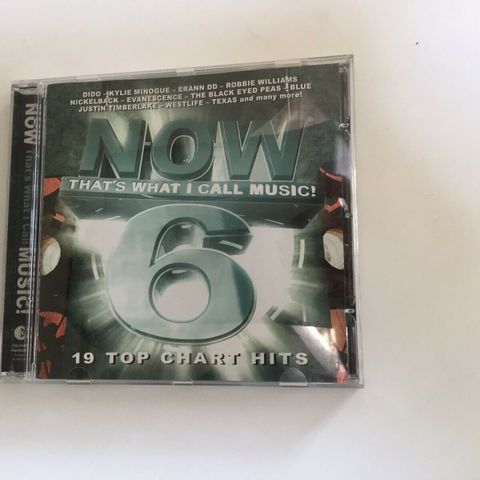 DIDO – KYLIE MINOGUE – ERANN DD – ROBBIE WILLIAMS
NICKELBACK – EVANESCENCE – THE BLACK EYED PEAS – BLUE
JUSTIN TIMBERLAKE – WESTLIFE – TEXAS and many more!
NOW
THAT'S WHAT I CALL MUSIC!
6
19 TOP CHART HITS
NOW That's What I Call MUSIC!